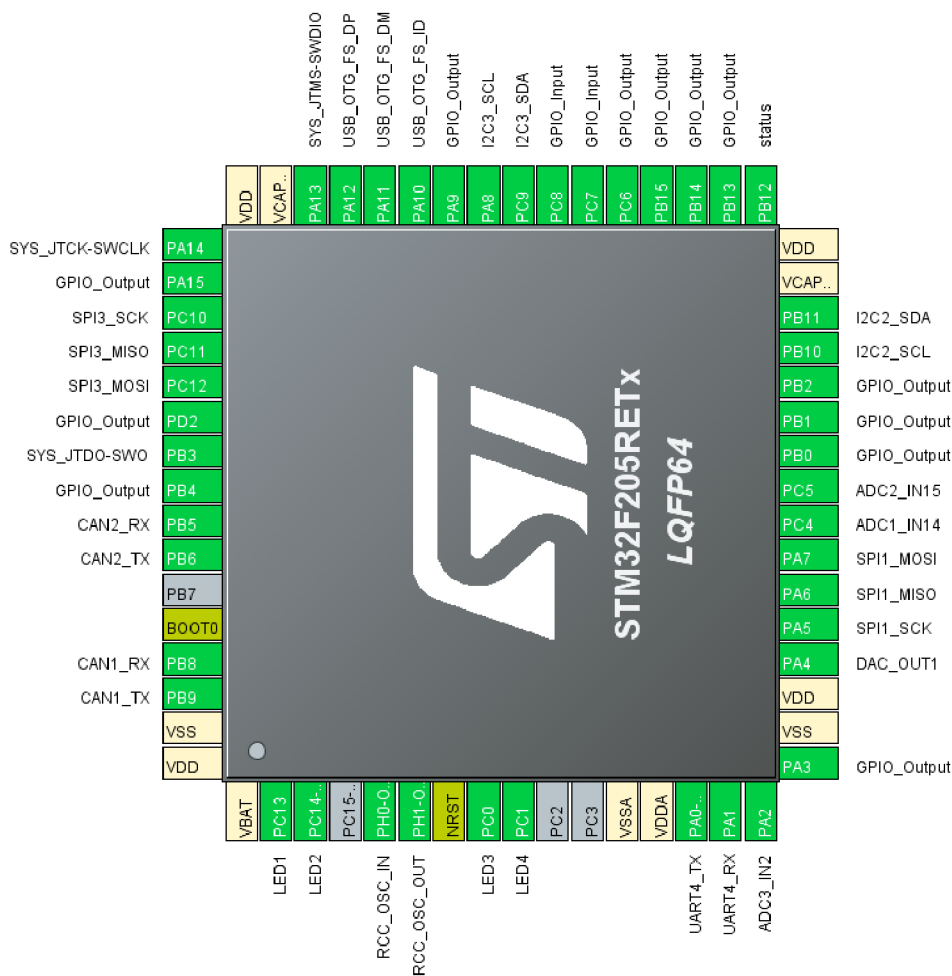 SYS_JTMS-SWDIO
USB_OTG_FS_DP
USB_OTG_FS_DM
USB_OTG_FS_ID
GPIO_Output
I2C3_SCL
I2C3_SDA
GPIO_Input
GPIO_Input
GPIO_Output
GPIO_Output
GPIO_Output
GPIO_Output
status
VDD
VCAP..
PA13
PA12
PA11
PA10
PA9
PA8
PC9
PC8
PC7
PC6
PB15
PB14
PB13
PB12
SYS_JTCK-SWCLK PA14
GPIO_Output PA15
SPI3_SCK PC10
SPI3_MISO PC11
SPI3_MOSI PC12
GPIO_Output PD2
SYS_JTDO-SWO PB3
GPIO_Output PB4
CAN2_RX PB5
CAN2_TX PB6
PB7
BOOT0
CAN1_RX PB8
CAN1_TX PB9
VSS
VDD
STM32F205RETx
LQFP64
VDD
VCAP..
PB11 I2C2_SDA
PB10 I2C2_SCL
PB2 GPIO_Output
PB1 GPIO_Output
PB0 GPIO_Output
PC5 ADC2_IN15
PC4 ADC1_IN14
PA7 SPI1_MOSI
PA6 SPI1_MISO
PA5 SPI1_SCK
PA4 DAC_OUT1
VDD
VSS
PA3 GPIO_Output
VBAT
PC13
PC14-..
PC15-..
PH0-O..
PH1-O..
NRST
PC0
PC1
PC2
PC3
VSSA
VDDA
PA0-..
PA1
PA2
LED1
LED2
RCC_OSC_IN
RCC_OSC_OUT
LED3
LED4
UART4_TX
UART4_RX
ADC3_IN2